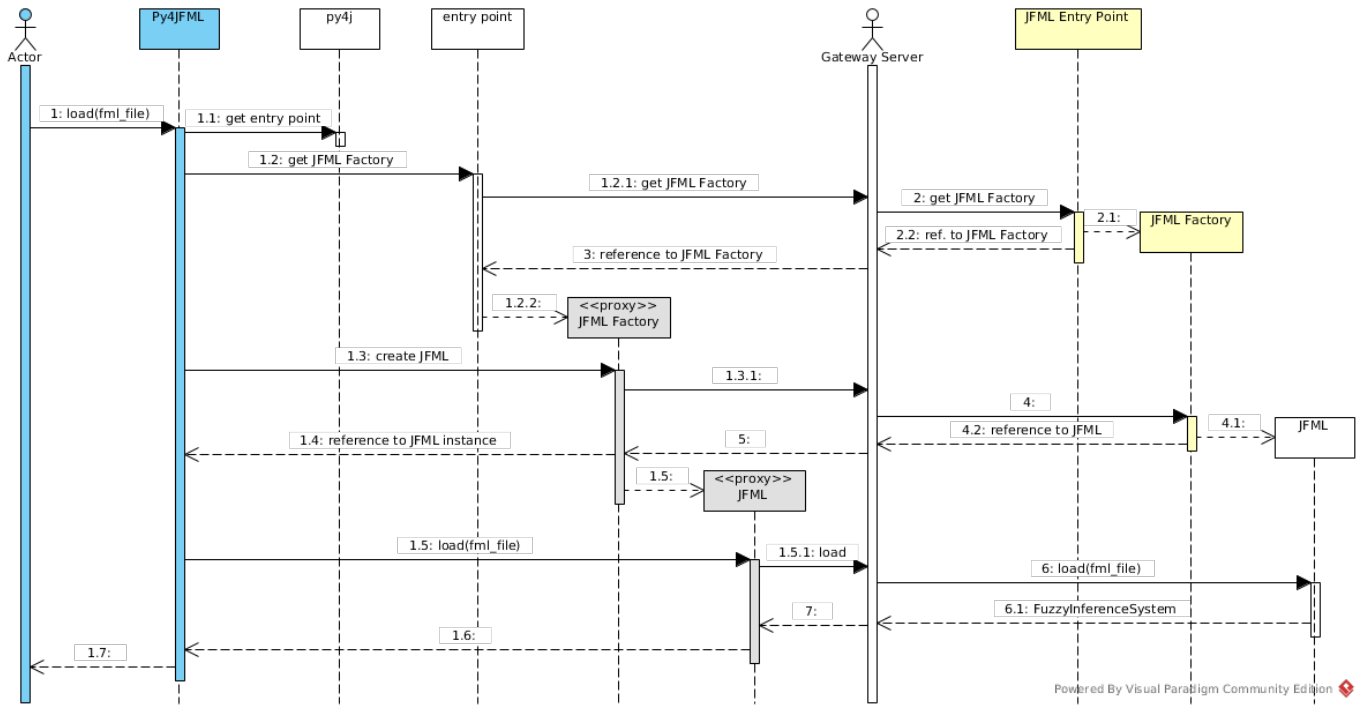 Py4JFML
py4j
entry point
JFML Entry Point
Actor
Gateway Server
1: load(fml_file)
1.1: get entry point
1.2: get JFML Factory
1.2.1: get JFML Factory
2: get JFML Factory
2.1:
JFML Factory
2.2: ref. to JFML Factory
3: reference to JFML Factory
1.2.2:
<<proxy>>
JFML Factory
1.3: create JFML
1.3.1:
4:
4.1:
JFML
4.2: reference to JFML
5:
1.4: reference to JFML instance
1.5:
<<proxy>>
JFML
1.5: load(fml_file)
1.5.1: load
6: load(fml_file)
6.1: FuzzyInferenceSystem
7:
1.6:
1.7:
Powered By Visual Paradigm Community Edition